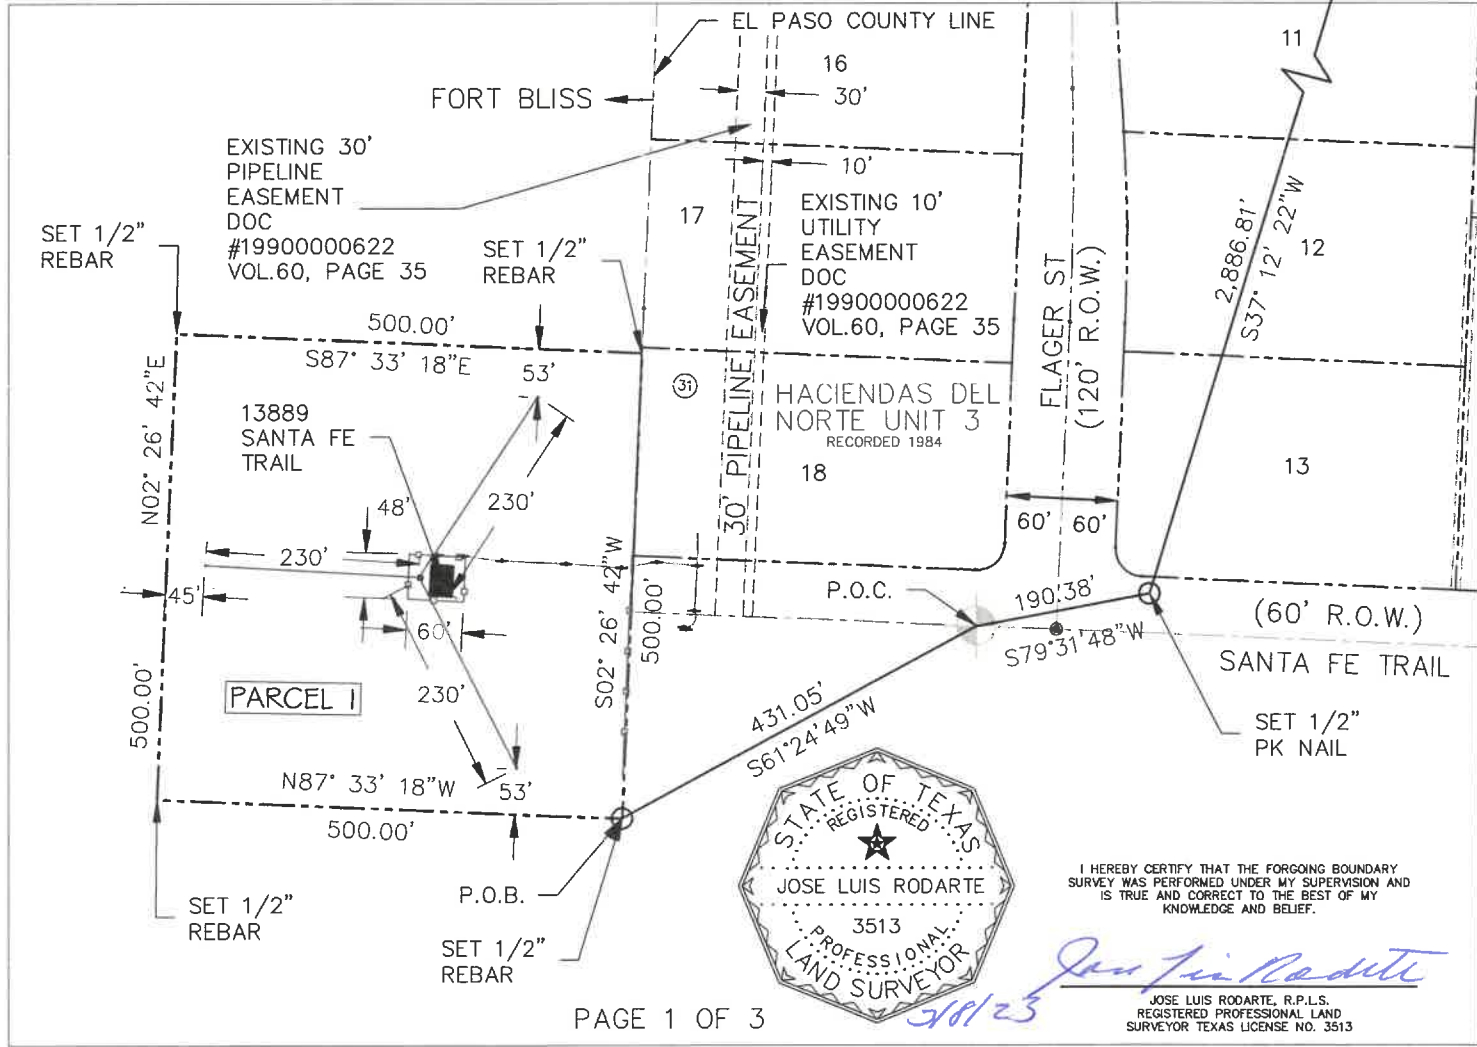 EL PASO COUNTY LINE
11
16
FORT BLISS
30'
EXISTING 30'
PIPELINE
EASEMENT
DOC
#19900000622
VOL.60, PAGE 35
10'
17
EXISTING 10'
UTILITY
EASEMENT
DOC
#19900000622
VOL.60, PAGE 35
SET 1/2"
REBAR
SET 1/2"
REBAR
30' PIPELINE EASEMENT
FLAGER ST
(120' R.O.W.)
2,886.81'
S37° 12' 22"W
12
500.00'
S87° 33' 18"E
53'
N02° 26' 42"E
500.00'
13889
SANTA FE
TRAIL
31
HACIENDAS DEL
NORTE UNIT 3
RECORDED 1984
18
13
48'
230'
230'
45'
60'
230'
60'
60'
S02° 26' 42"W
500.00'
P.O.C.
190.38'
S79°31'48"W
(60' R.O.W.)
SANTA FE TRAIL
PARCEL 1
431.05'
S61°24'49"W
SET 1/2"
PK NAIL
N87° 33' 18"W
53'
500.00'
P.O.B.
SET 1/2"
REBAR
SET 1/2"
REBAR
STATE OF TEXAS
REGISTERED
JOSE LUIS RODARTE
3513
PROFESSIONAL
LAND SURVEYOR
I HEREBY CERTIFY THAT THE FORGOING BOUNDARY
SURVEY WAS PERFORMED UNDER MY SUPERVISION AND
IS TRUE AND CORRECT TO THE BEST OF MY
KNOWLEDGE AND BELIEF.
JOSE LUIS RODARTE, R.P.L.S.
REGISTERED PROFESSIONAL LAND
SURVEYOR TEXAS LICENSE NO. 3513
PAGE 1 OF 3